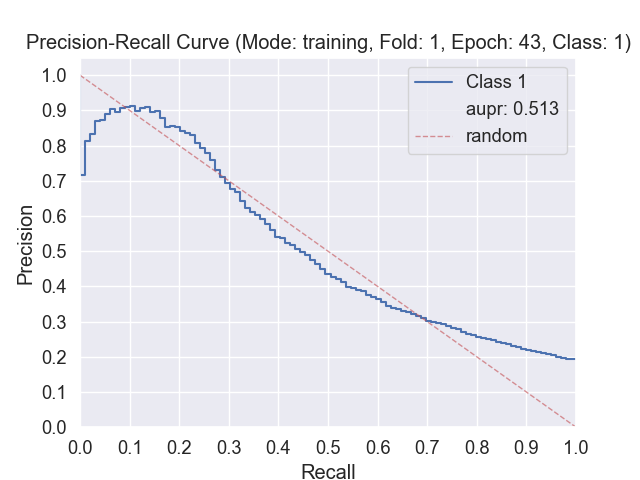 Precision-Recall Curve (Mode: training, Fold: 1, Epoch: 43, Class: 1)
Class 1
aupr: 0.513
random
Precision
1.0
0.9
0.8
0.7
0.6
0.5
0.4
0.3
0.2
0.1
0.0
0.0 0.1 0.2 0.3 0.4 0.5 0.6 0.7 0.8 0.9 1.0
Recall